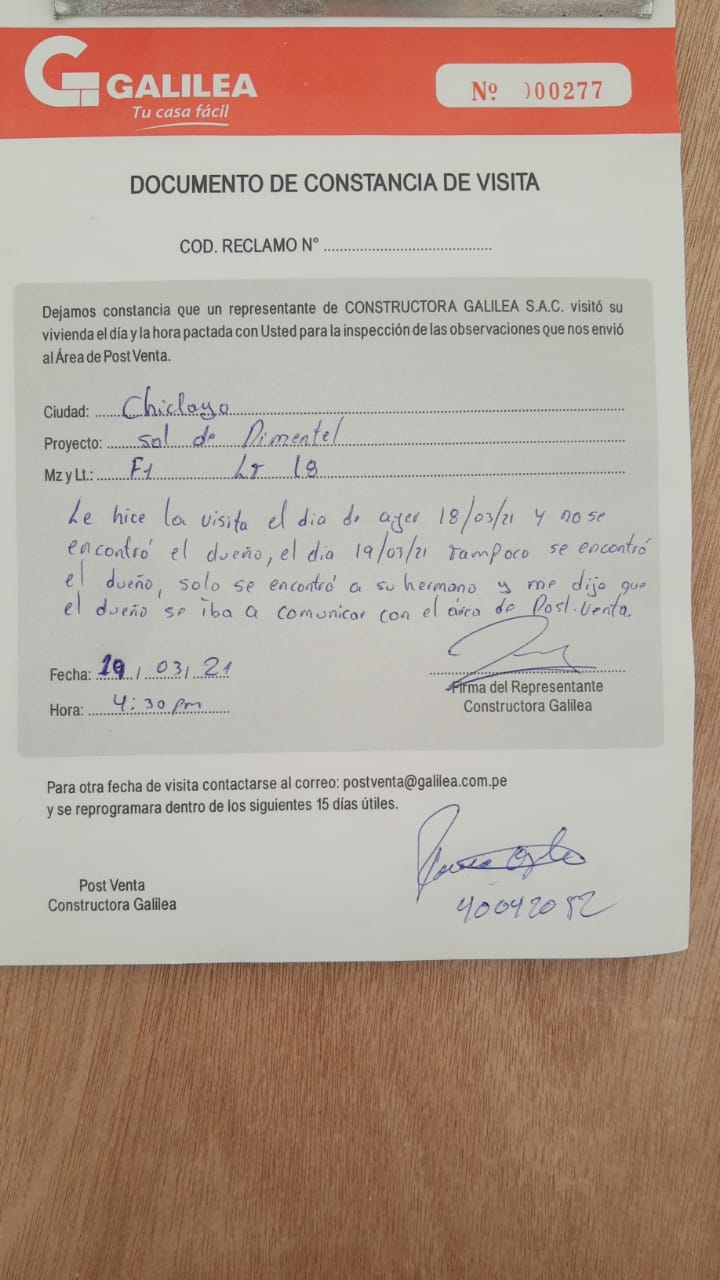 GALILEA
Tu casa fácil
Nº 000277
DOCUMENTO DE CONSTANCIA DE VISITA
COD. RECLAMO N° ........................................
Dejamos constancia que un representante de CONSTRUCTORA GALILEA S.A.C. visitó su
vivienda el día y la hora pactada con Usted para la inspección de las observaciones que nos envió
al Área de Post Venta.
Ciudad: Chiclayo
Proyecto: Sol de Pimentel
Mz y Lt.: F1 Lt 18
Le hice la visita el dia de ayer 18/03/21 y no se
encontró el dueño, el dia 19/03/21 tampoco se encontró
el dueño, solo se encontró a su hermano y me dijo que
el dueño se iba a comunicar con el área de Post-Venta.
Fecha: 19 / 03 / 21
Hora: 4:30 pm
Firma del Representante
Constructora Galilea
Para otra fecha de visita contactarse al correo: postventa@galilea.com.pe
y se reprogramara dentro de los siguientes 15 días útiles.
Post Venta
Constructora Galilea